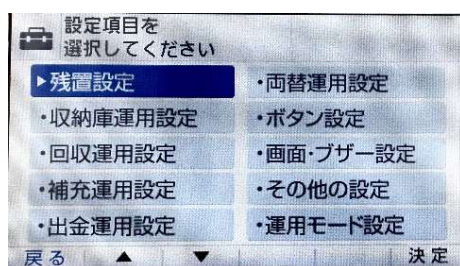 設定項目を
選択してください
▶残置設定
・両替運用設定
・収納庫運用設定
・ボタン設定
・回収運用設定
・画面・ブザー設定
・補充運用設定
・その他の設定
・出金運用設定
・運用モード設定
戻る ▲ ▼ 決定